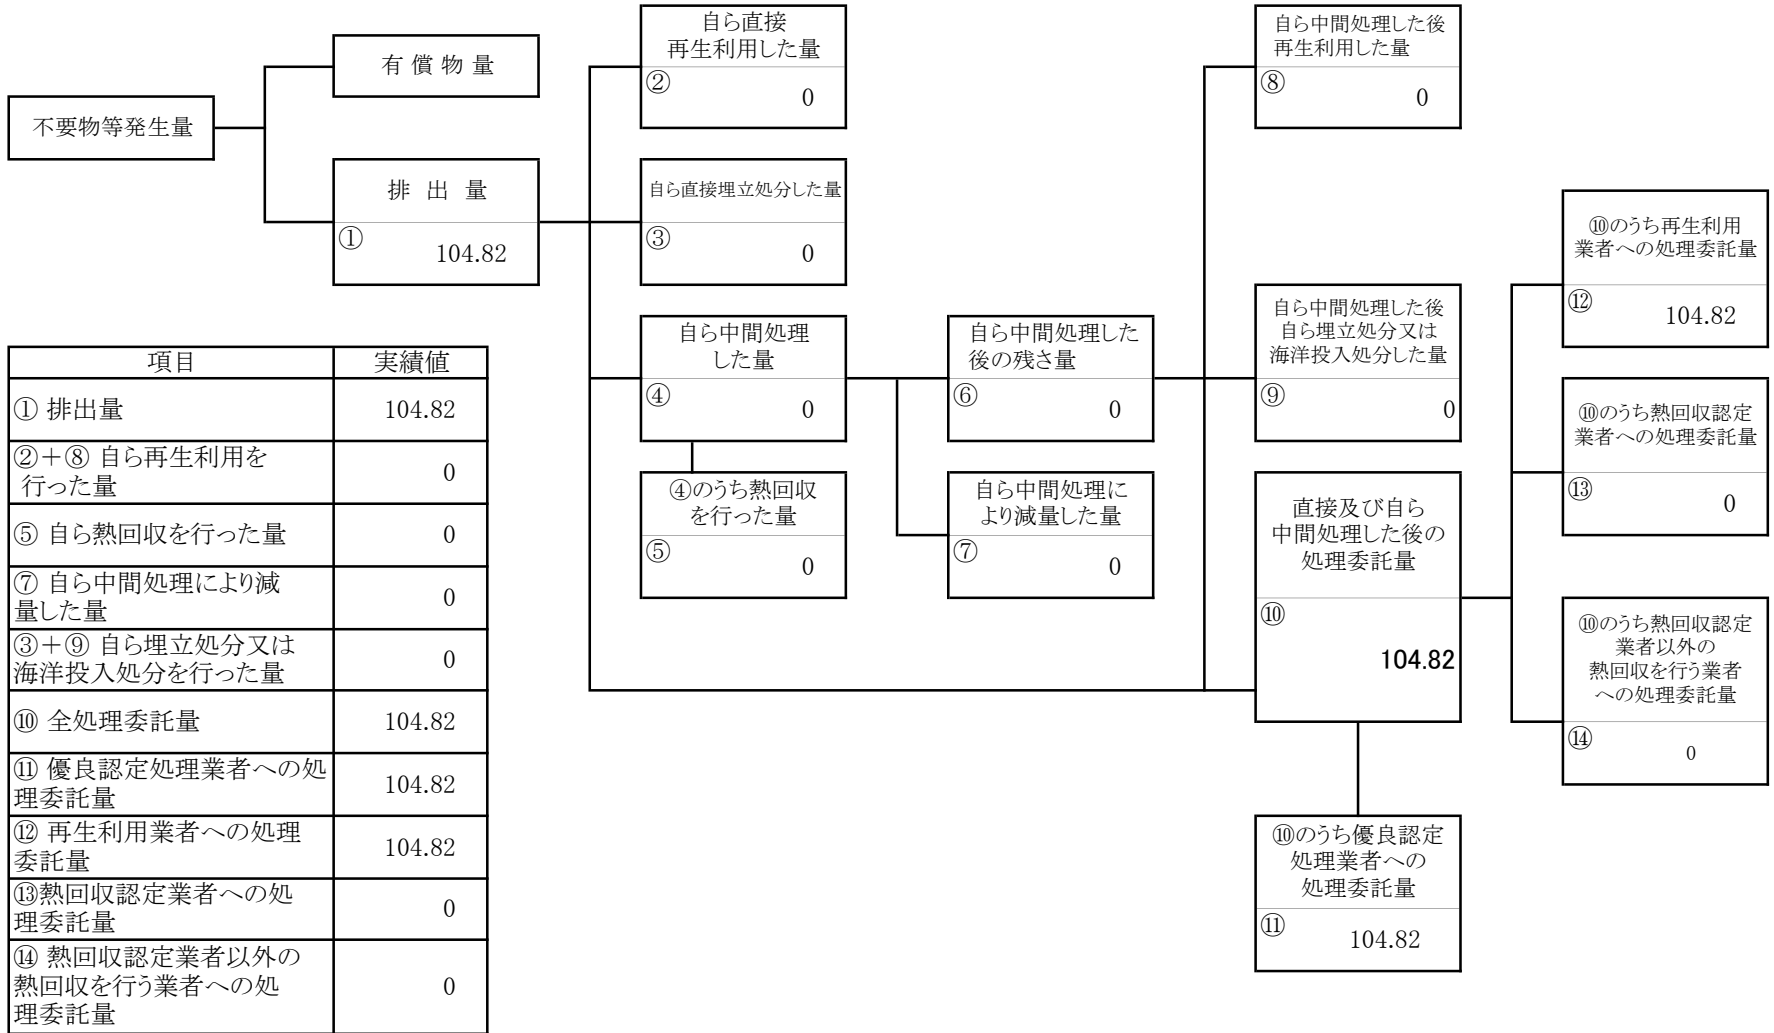 不要物等発生量
有 償 物 量
排 出 量
①
104.82
自ら直接
再生利用した量
②
0
自ら直接埋立処分した量
③
0
自ら中間処理
した量
④
0
④のうち熱回収
を行った量
⑤
0
自ら中間処理した
後の残さ量
⑥
0
自ら中間処理に
より減量した量
⑦
0
自ら中間処理した後
再生利用した量
⑧
0
自ら中間処理した後
自ら埋立処分又は
海洋投入処分した量
⑨
0
直接及び自ら
中間処理した後の
処理委託量
⑩
104.82
⑩のうち優良認定
処理業者への
処理委託量
⑪
104.82
⑩のうち再生利用
業者への処理委託量
⑫
104.82
⑩のうち熱回収認定
業者への処理委託量
⑬
0
⑩のうち熱回収認定
業者以外の
熱回収を行う業者
への処理委託量
⑭
0
項目 実績値
① 排出量 104.82
②＋⑧ 自ら再生利用を
行った量 0
⑤ 自ら熱回収を行った量 0
⑦ 自ら中間処理により減
量した量 0
③＋⑨ 自ら埋立処分又は
海洋投入処分を行った量 0
⑩ 全処理委託量 104.82
⑪ 優良認定処理業者への処
理委託量 104.82
⑫ 再生利用業者への処理
委託量 104.82
⑬熱回収認定業者への処
理委託量 0
⑭ 熱回収認定業者以外の
熱回収を行う業者への処
理委託量 0